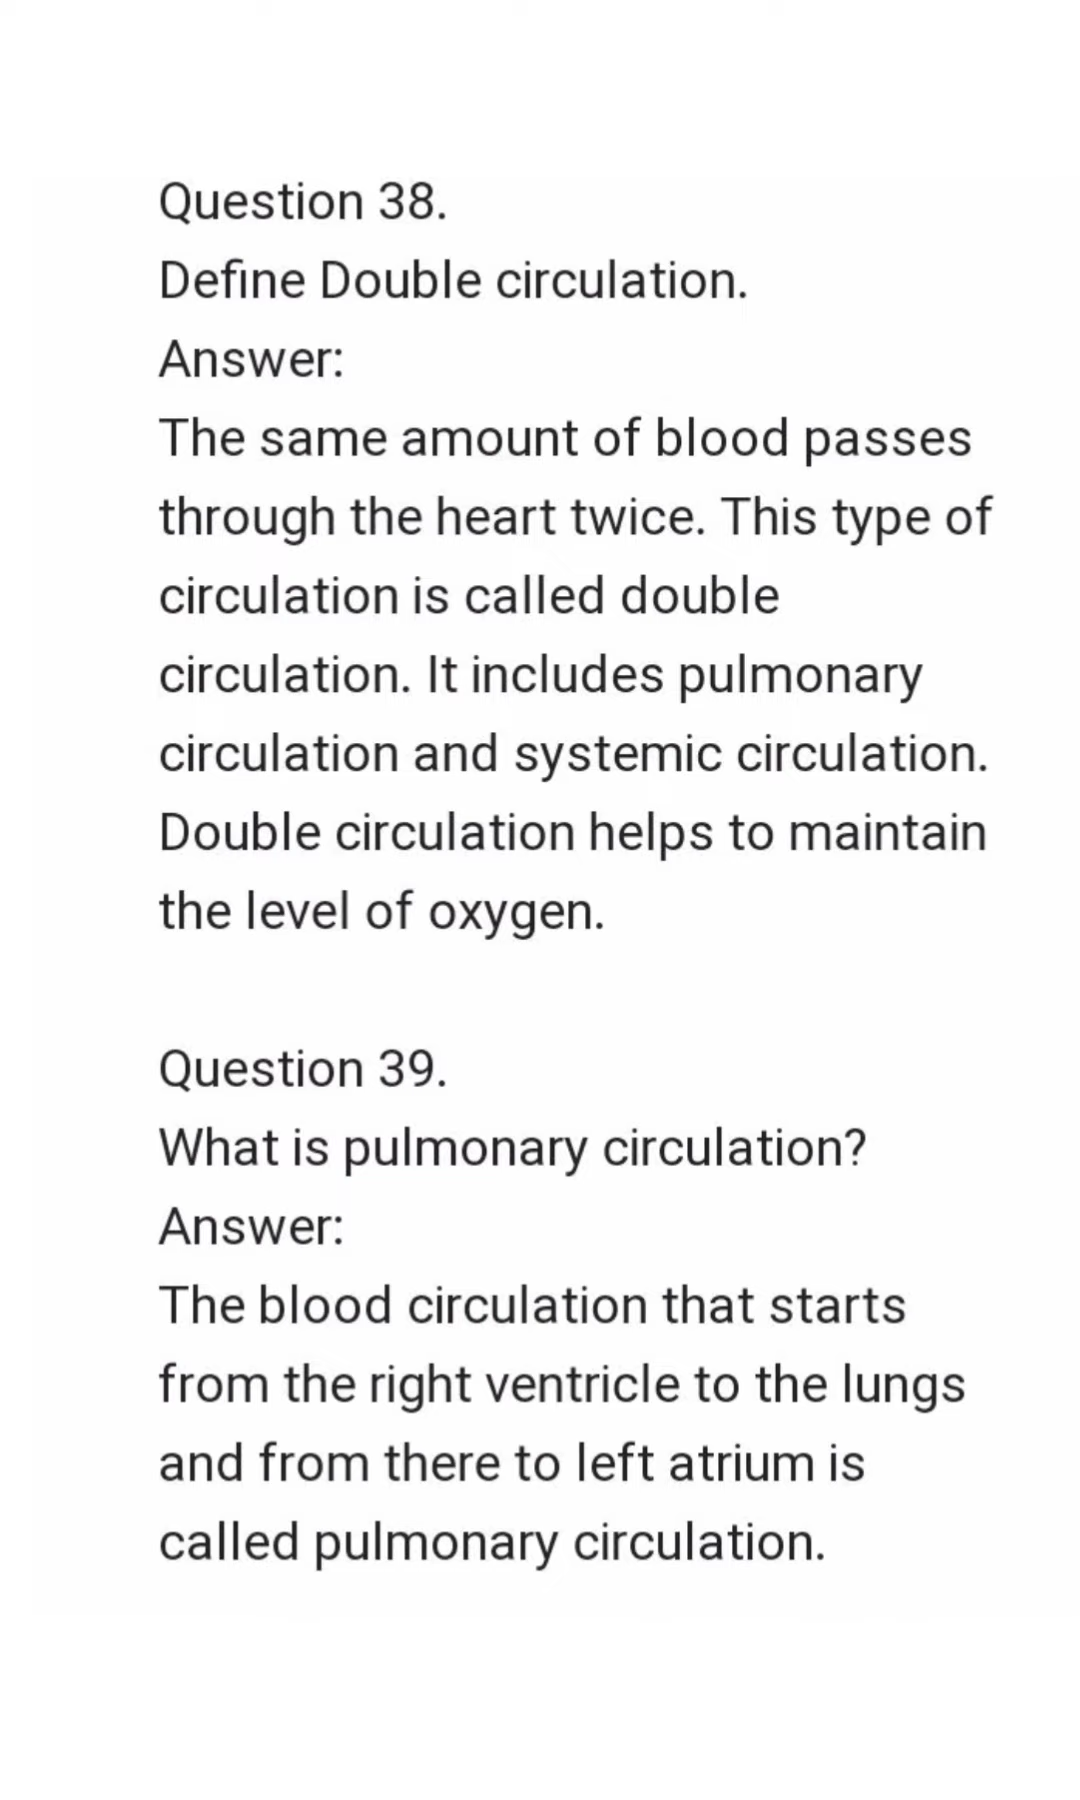 Question 38.
Define Double circulation.
Answer:
The same amount of blood passes
through the heart twice. This type of
circulation is called double
circulation. It includes pulmonary
circulation and systemic circulation.
Double circulation helps to maintain
the level of oxygen.
Question 39.
What is pulmonary circulation?
Answer:
The blood circulation that starts
from the right ventricle to the lungs
and from there to left atrium is
called pulmonary circulation.